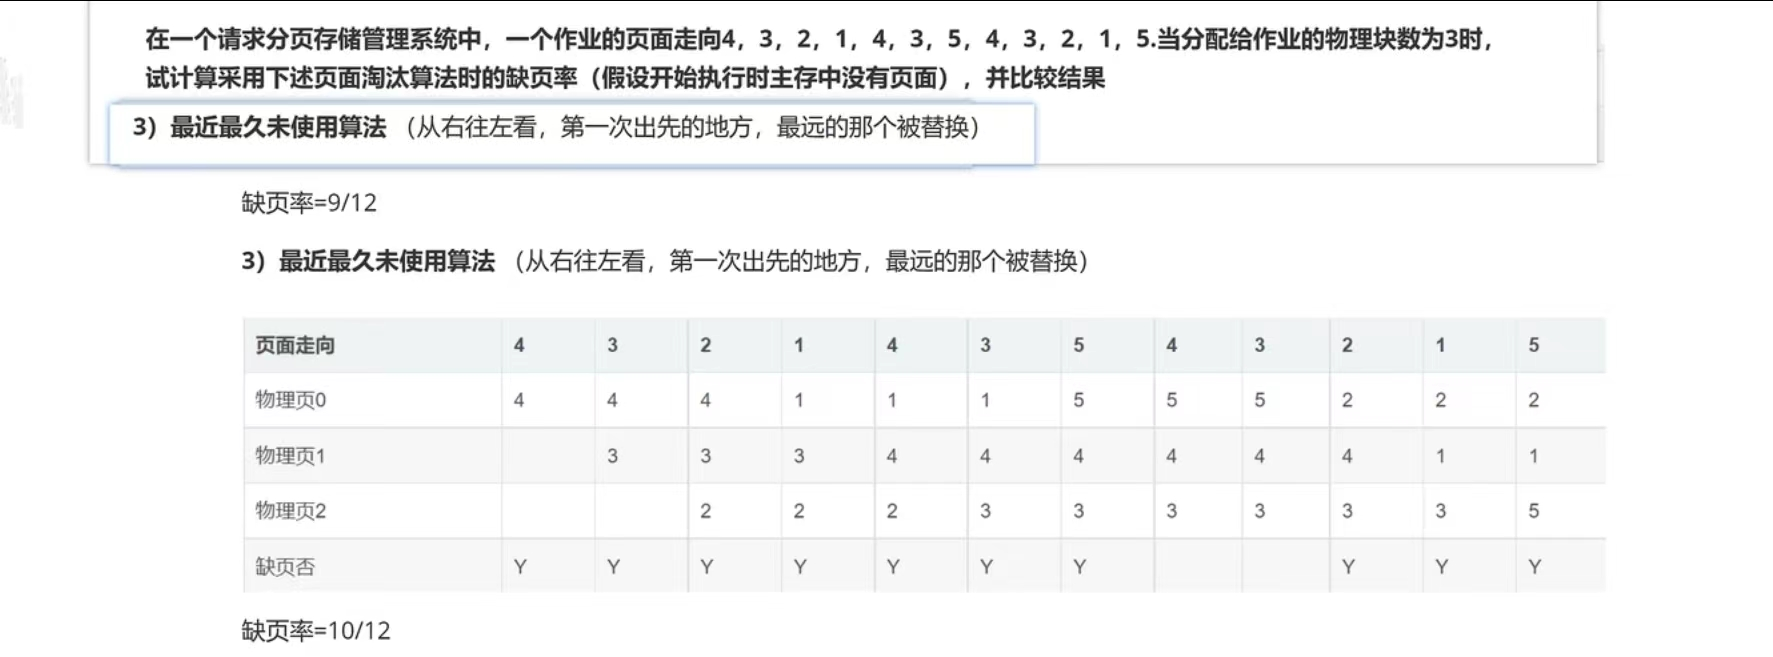 在一个请求分页存储管理系统中，一个作业的页面走向4，3，2，1，4，3，5，4，3，2，1，5.当分配给作业的物理块数为3时，
试计算采用下述页面淘汰算法时的缺页率（假设开始执行时主存中没有页面），并比较结果
3）最近最久未使用算法 （从右往左看，第一次出先的地方，最远的那个被替换）
缺页率=9/12
3）最近最久未使用算法 （从右往左看，第一次出先的地方，最远的那个被替换）
页面走向 4 3 2 1 4 3 5 4 3 2 1 5
物理页0 4 4 4 1 1 1 5 5 5 2 2 2
物理页1 3 3 3 4 4 4 4 4 4 1 1
物理页2 2 2 2 3 3 3 3 3 3 5
缺页否 Y Y Y Y Y Y Y Y Y Y
缺页率=10/12